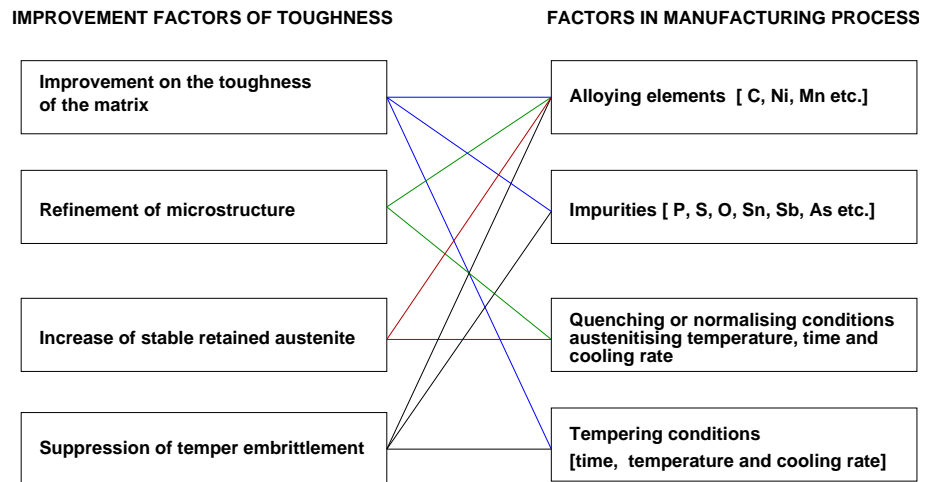 IMPROVEMENT FACTORS OF TOUGHNESS
FACTORS IN MANUFACTURING PROCESS
Improvement on the toughness
of the matrix
Alloying elements [ C, Ni, Mn etc.]
Refinement of microstructure
Impurities [ P, S, O, Sn, Sb, As etc.]
Increase of stable retained austenite
Quenching or normalising conditions
austenitising temperature, time and
cooling rate
Suppression of temper embrittlement
Tempering conditions
[time, temperature and cooling rate]